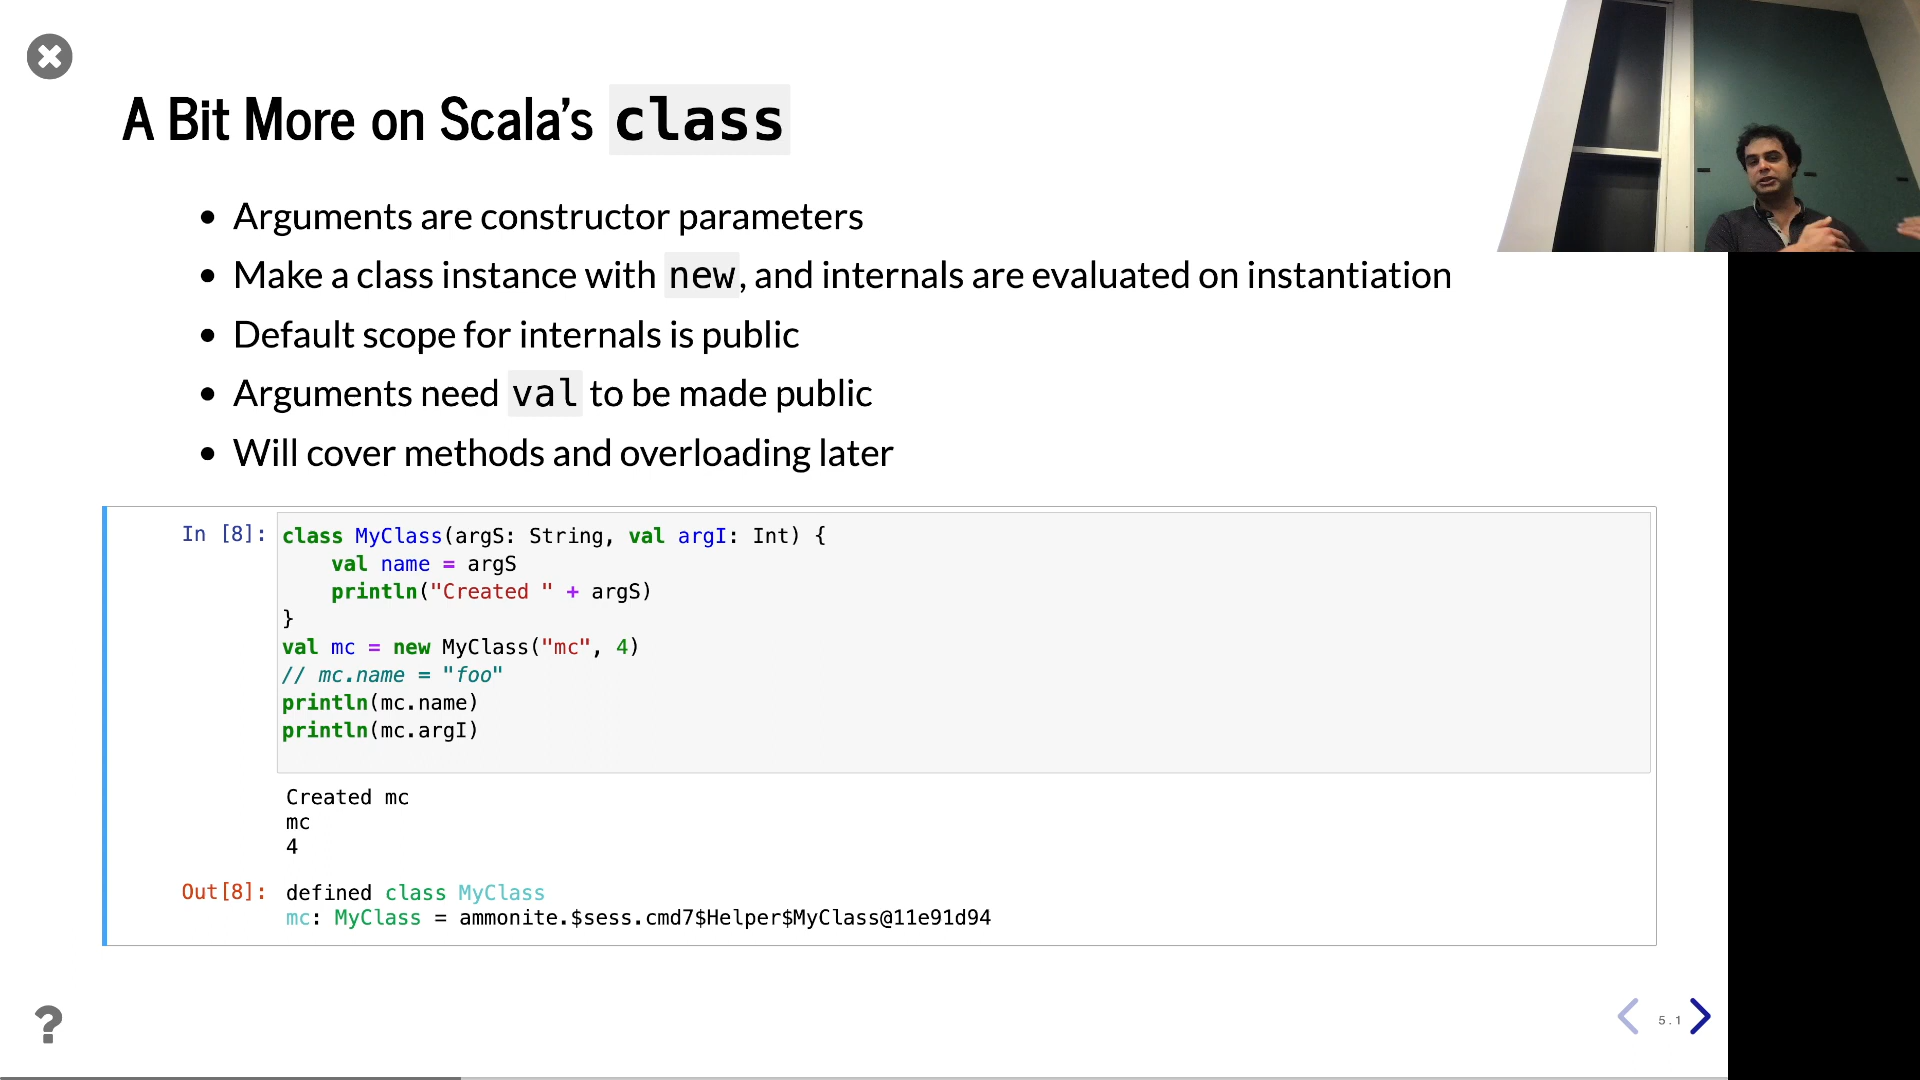 A Bit More on Scala’s class
• Arguments are constructor parameters
• Make a class instance with new, and internals are evaluated on instantiation
• Default scope for internals is public
• Arguments need val to be made public
• Will cover methods and overloading later
In [8]: class MyClass(argS: String, val argI: Int) {
    val name = argS
    println("Created " + argS)
}
val mc = new MyClass("mc", 4)
// mc.name = "foo"
println(mc.name)
println(mc.argI)
Created mc
mc
4
Out[8]: defined class MyClass
mc: MyClass = ammonite.$sess.cmd7$Helper$MyClass@11e91d94
?
5.1